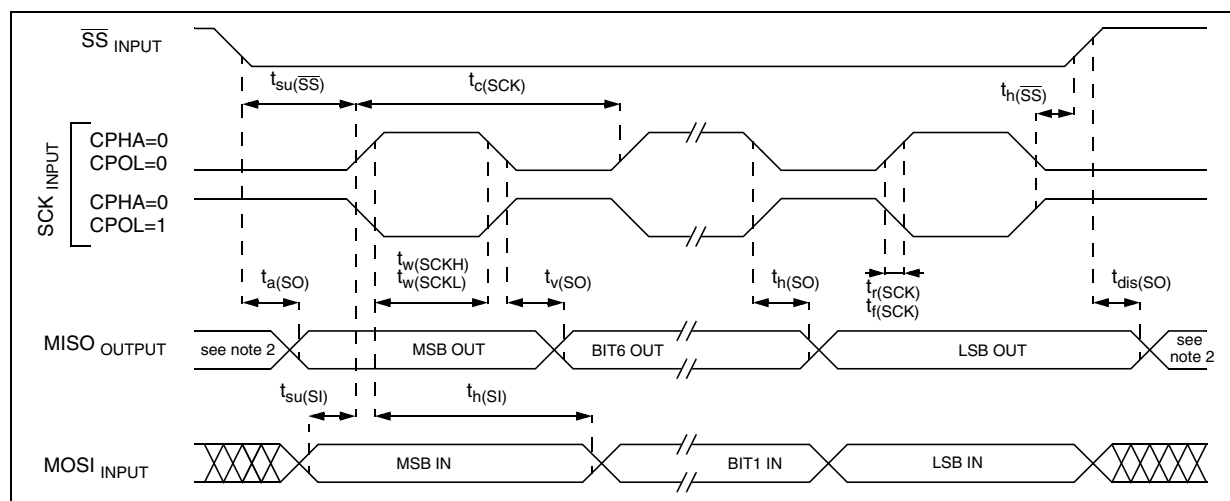 SS INPUT
tsu(SS)
tc(SCK)
th(SS)
SCK INPUT
CPHA=0
CPOL=0
CPHA=0
CPOL=1
ta(SO)
tw(SCKH)
tw(SCKL)
tv(SO)
th(SO)
tr(SCK)
tf(SCK)
tdis(SO)
MISO OUTPUT
see note 2
MSB OUT
BIT6 OUT
LSB OUT
see
note 2
tsu(SI)
th(SI)
MOSI INPUT
MSB IN
BIT1 IN
LSB IN